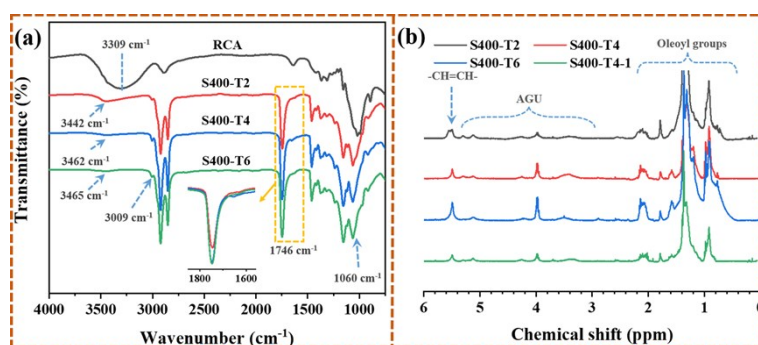 (a)
3309 cm⁻¹
RCA
S400-T2
3442 cm⁻¹
S400-T4
3462 cm⁻¹
S400-T6
3465 cm⁻¹
3009 cm⁻¹
1746 cm⁻¹
1060 cm⁻¹
1800 1600
4000 3500 3000 2500 2000 1500 1000
Wavenumber (cm⁻¹)
Transmittance (%)
(b)
S400-T2 S400-T4
S400-T6 S400-T4-1
Oleoyl groups
-CH=CH-
AGU
6 5 4 3 2 1 0
Chemical shift (ppm)